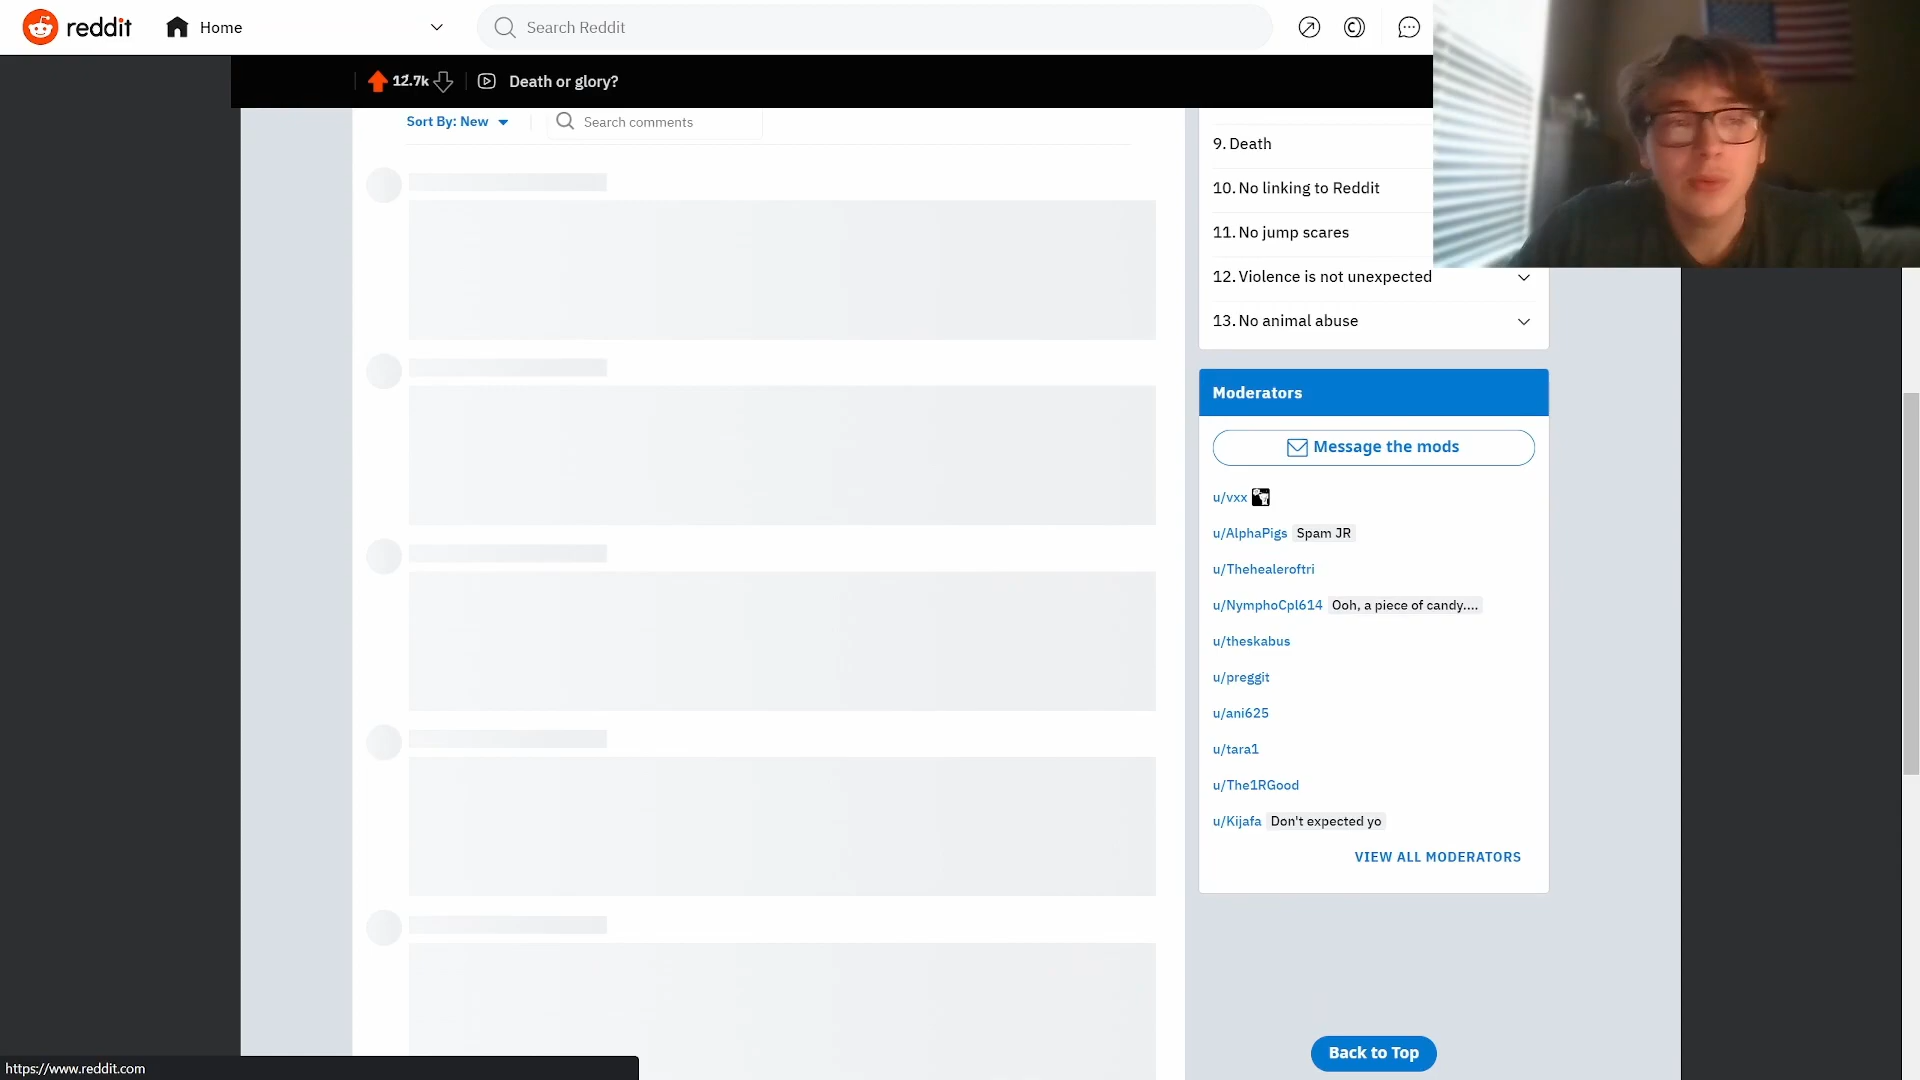 reddit
Home
Search Reddit
12.7k
Death or glory?
Sort By: New
Search comments
9. Death
10. No linking to Reddit
11. No jump scares
12. Violence is not unexpected
13. No animal abuse
Moderators
Message the mods
u/vxx
u/AlphaPigs Spam JR
u/Thehealeroftri
u/NymphoCpl614 Ooh, a piece of candy....
u/theskabus
u/preggit
u/ani625
u/tara1
u/The1RGood
u/Kijafa Don't expected yo
VIEW ALL MODERATORS
Back to Top
https://www.reddit.com